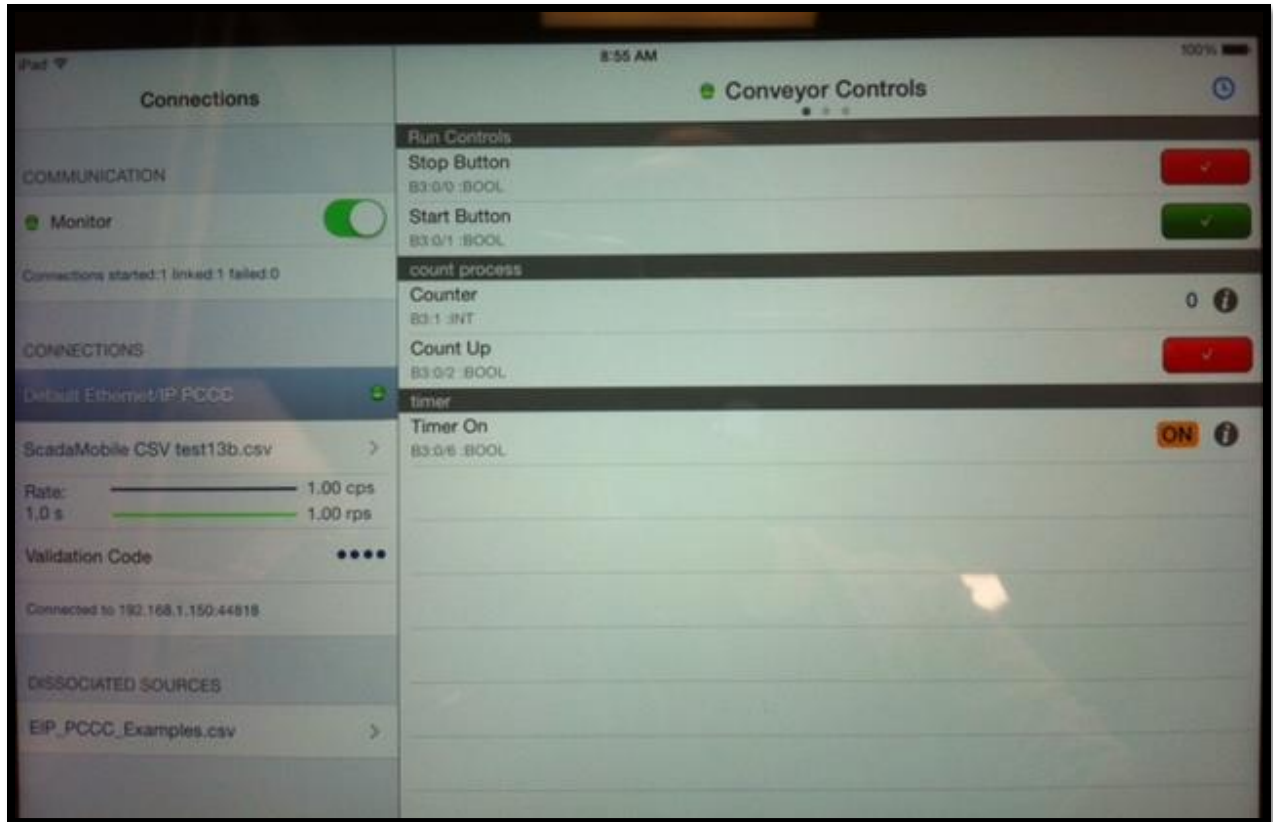 iPad
8:55 AM
100%
Connections
Conveyor Controls
COMMUNICATION
Monitor
Connections started:1 linked:1 failed:0
CONNECTIONS
Default Ethernet/IP PCCC
ScadaMobile CSV test13b.csv
Rate: 1.00 cps
1.0 s 1.00 rps
Validation Code
Connected to 192.168.1.150:44818
DISSOCIATED SOURCES
EIP_PCCC_Examples.csv
Run Controls
Stop Button
B3:0/0 :BOOL
Start Button
B3:0/1 :BOOL
count process
Counter
B3:1 :INT
0
Count Up
B3:0/2 :BOOL
timer
Timer On
B3:0/6 :BOOL
ON